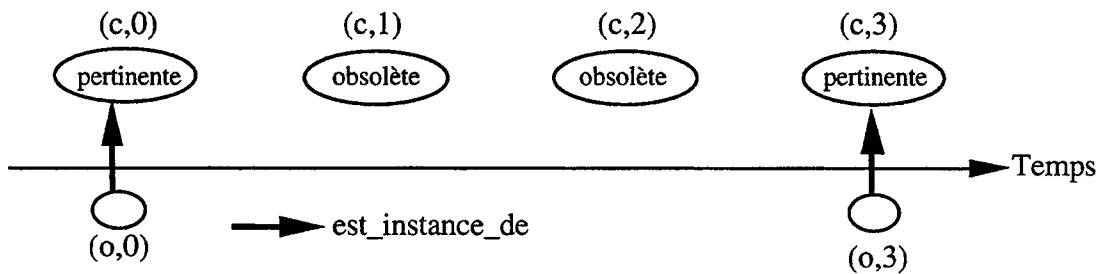 (c,0) (c,1) (c,2) (c,3)
pertinente obsolète obsolète pertinente
Temps
est_instance_de
(o,0) (o,3)